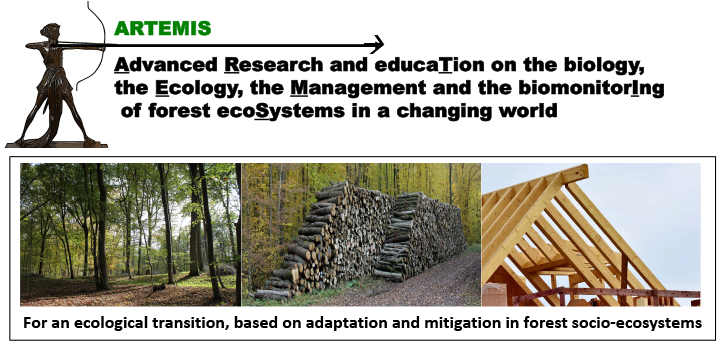 ARTEMIS
Advanced Research and educaTion on the biology,
the Ecology, the Management and the biomonitorIng
of forest ecoSystems in a changing world
For an ecological transition, based on adaptation and mitigation in forest socio-ecosystems